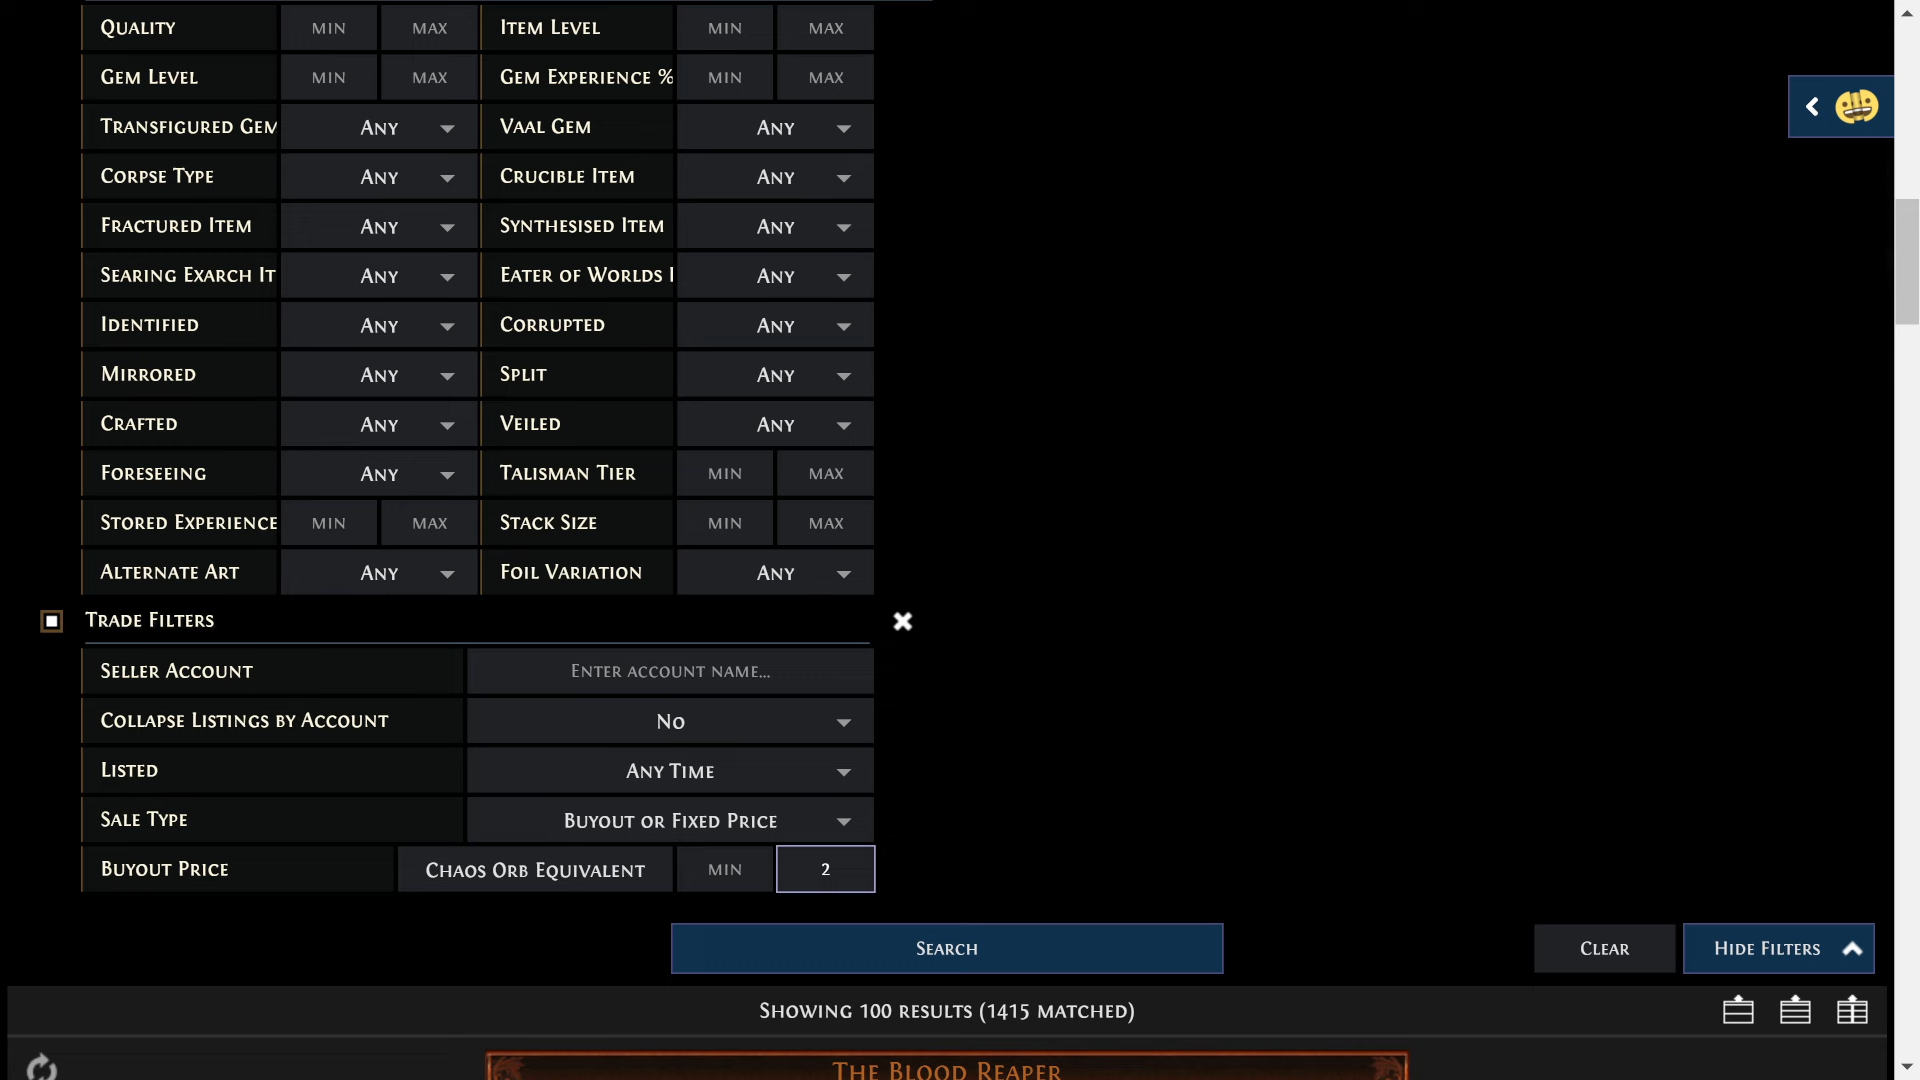 Quality MIN MAX Item Level MIN MAX
Gem Level MIN MAX Gem Experience % MIN MAX
Transfigured Gem Any Vaal Gem Any
Corpse Type Any Crucible Item Any
Fractured Item Any Synthesised Item Any
Searing Exarch It Any Eater of Worlds I Any
Identified Any Corrupted Any
Mirrored Any Split Any
Crafted Any Veiled Any
Foreseeing Any Talisman Tier MIN MAX
Stored Experience MIN MAX Stack Size MIN MAX
Alternate Art Any Foil Variation Any
Trade Filters
Seller Account Enter account name...
Collapse Listings by Account No
Listed Any Time
Sale Type Buyout or Fixed Price
Buyout Price Chaos Orb Equivalent MIN 2
Search Clear Hide Filters
Showing 100 results (1415 matched)
The Blood Reaper